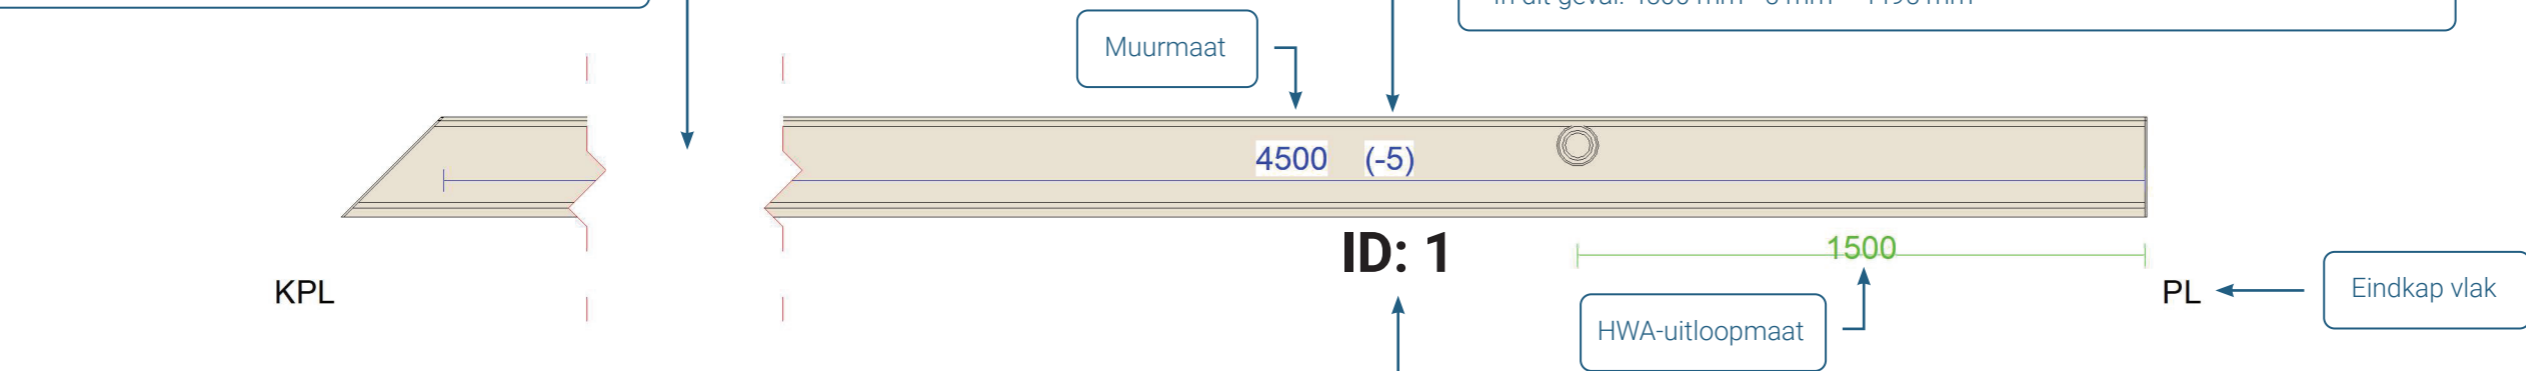 Muurmaat
4500 (-5)
ID: 1
1500
KPL
PL
Eindkap vlak
HWA-uitloopmaat